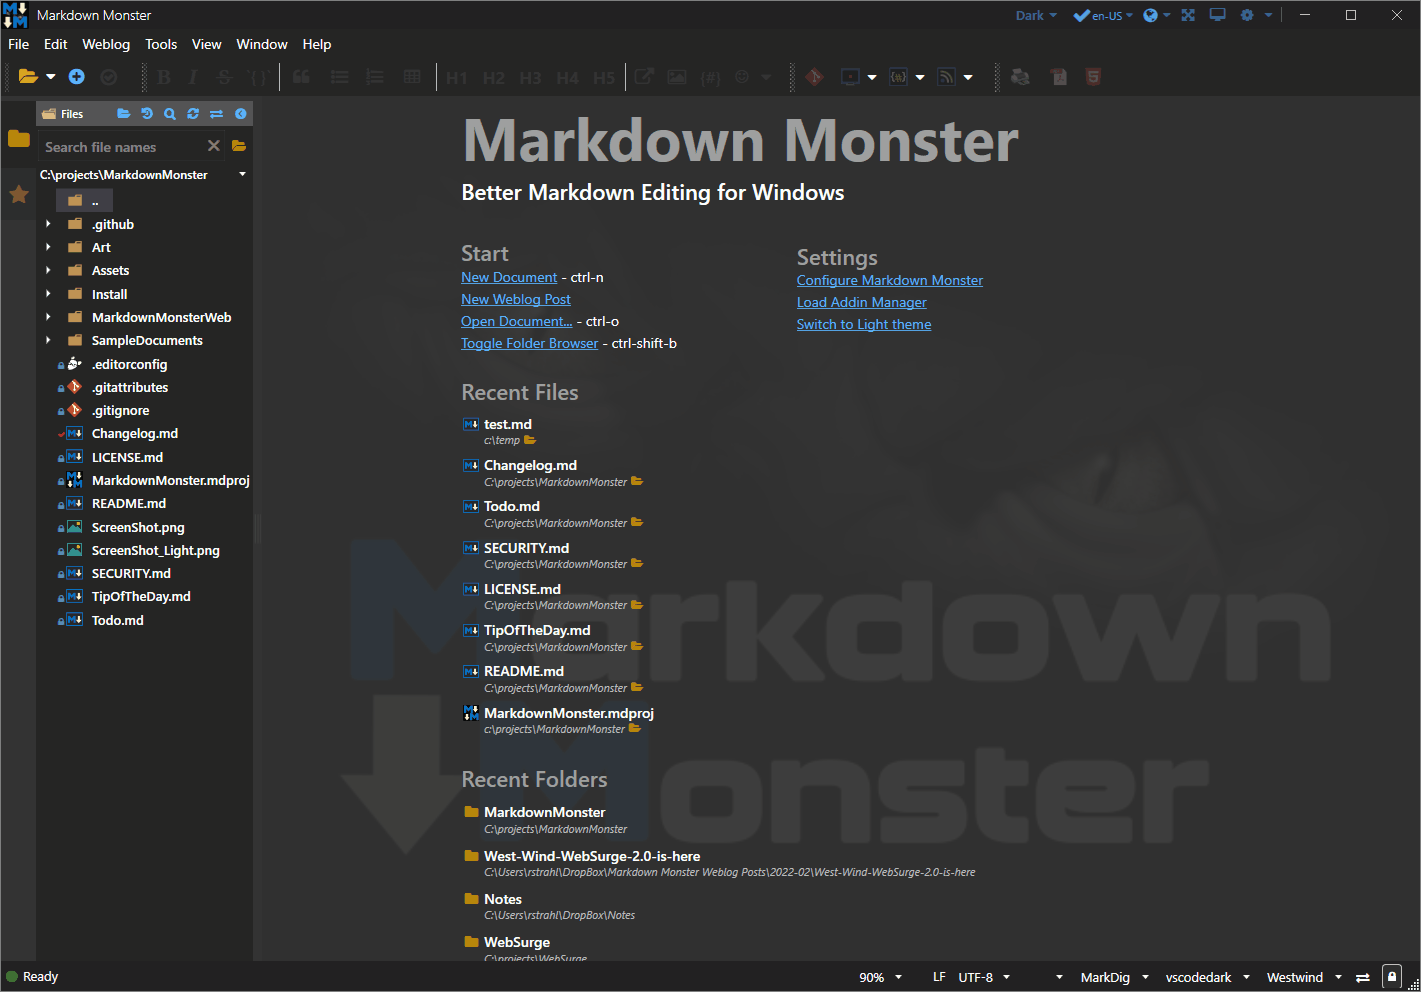 Markdown Monster
Dark en-US
File Edit Weblog Tools View Window Help
B I S `{}` H1 H2 H3 H4 H5 {#}
Files
Search file names
C:\projects\MarkdownMonster
..
.github
Art
Assets
Install
MarkdownMonsterWeb
SampleDocuments
.editorconfig
.gitattributes
.gitignore
Changelog.md
LICENSE.md
MarkdownMonster.mdproj
README.md
ScreenShot.png
ScreenShot_Light.png
SECURITY.md
TipOfTheDay.md
Todo.md
Markdown Monster
Better Markdown Editing for Windows
Start
New Document - ctrl-n
New Weblog Post
Open Document... - ctrl-o
Toggle Folder Browser - ctrl-shift-b
Settings
Configure Markdown Monster
Load Addin Manager
Switch to Light theme
Recent Files
test.md
c:\temp
Changelog.md
C:\projects\MarkdownMonster
Todo.md
C:\projects\MarkdownMonster
SECURITY.md
C:\projects\MarkdownMonster
LICENSE.md
C:\projects\MarkdownMonster
TipOfTheDay.md
C:\projects\MarkdownMonster
README.md
C:\projects\MarkdownMonster
MarkdownMonster.mdproj
c:\projects\MarkdownMonster
Recent Folders
MarkdownMonster
C:\projects\MarkdownMonster
West-Wind-WebSurge-2.0-is-here
C:\Users\rstrahl\DropBox\Markdown Monster Weblog Posts\2022-02\West-Wind-WebSurge-2.0-is-here
Notes
C:\Users\rstrahl\DropBox\Notes
WebSurge
C:\projects\WebSurge
Markdown
Monster
Ready
90% LF UTF-8 MarkDig vscodedark Westwind